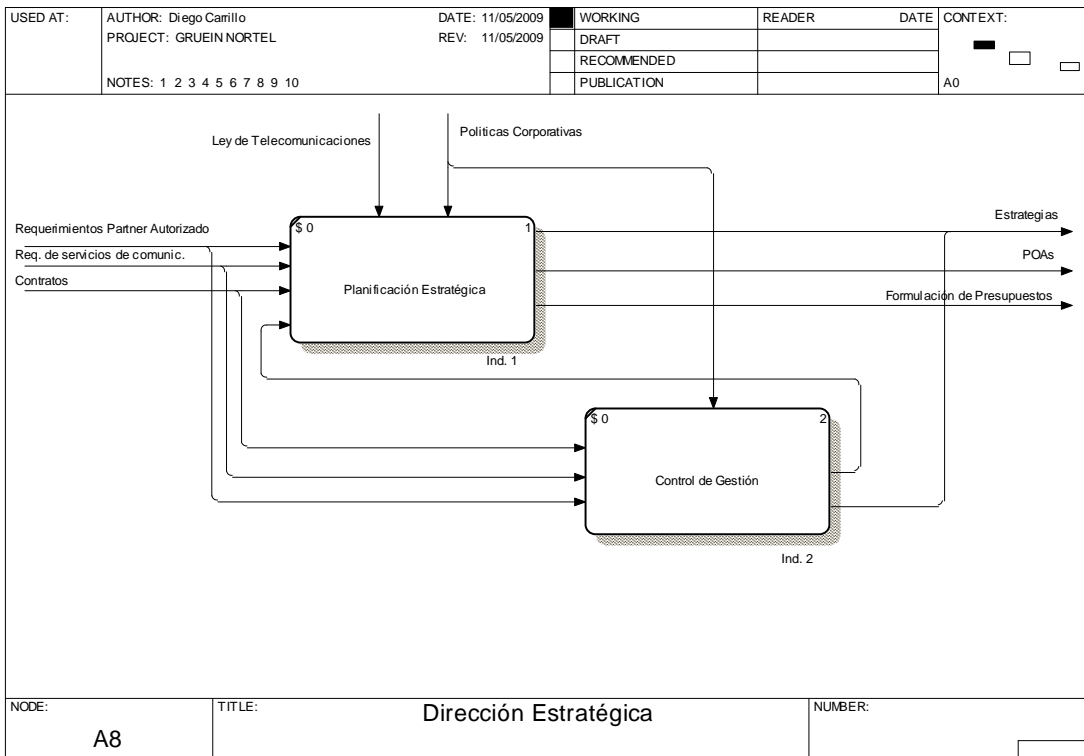 USED AT:
AUTHOR: Diego Carrillo
DATE: 11/05/2009
PROJECT: GRUEIN NORTEL
REV: 11/05/2009
NOTES: 1 2 3 4 5 6 7 8 9 10
WORKING
DRAFT
RECOMMENDED
PUBLICATION
READER
DATE
CONTEXT:
A0
Ley de Telecomunicaciones
Politicas Corporativas
Requerimientos Partner Autorizado
Req. de servicios de comunic.
Contratos
$ 0
1
Planificación Estratégica
Ind. 1
Estrategias
POAs
Formulación de Presupuestos
$ 0
2
Control de Gestión
Ind. 2
NODE:
A8
TITLE:
Dirección Estratégica
NUMBER: